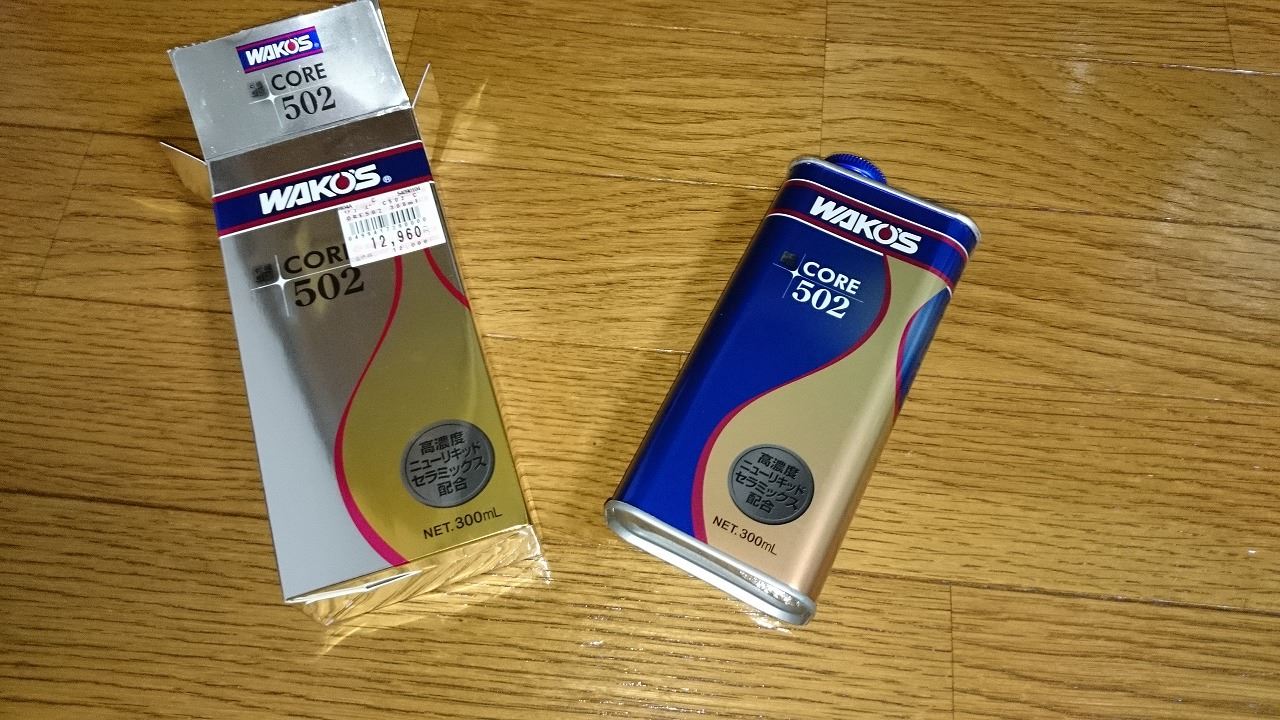 WAKO'S®
CORE
502
WAKO'S®
12,960
CORE
502
高濃度
ニューリキッド
セラミックス
配合
NET. 300mL
WAKO'S
CORE
502
高濃度
ニューリキッド
セラミックス
配合
NET. 300mL